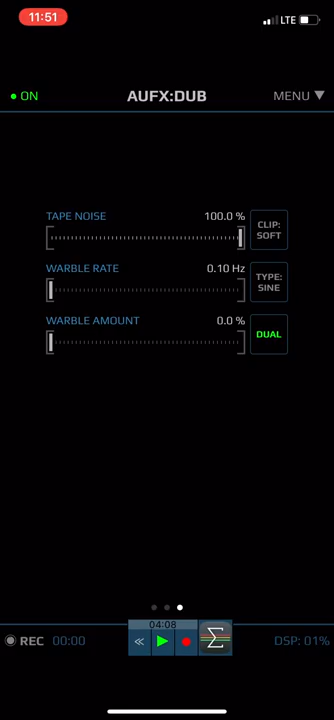 11:51
LTE
ON
AUFX:DUB
MENU ▼
TAPE NOISE
100.0 %
CLIP:
SOFT
WARBLE RATE
0.10 Hz
TYPE:
SINE
WARBLE AMOUNT
0.0 %
DUAL
04:08
REC
00:00
Σ
DSP: 01%